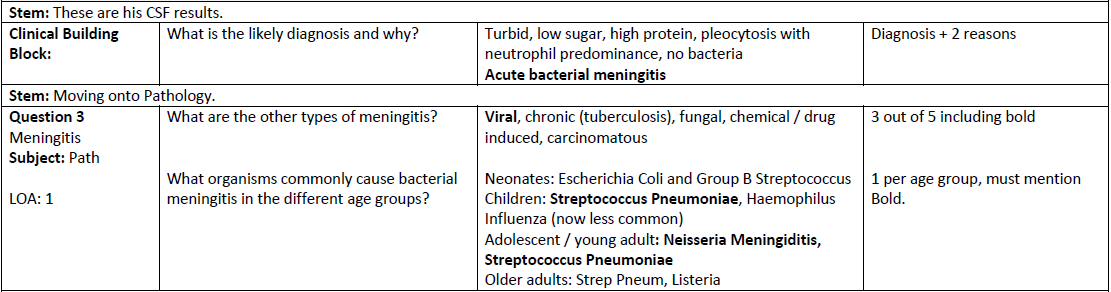 Stem: These are his CSF results.
Clinical Building
Block:
What is the likely diagnosis and why?
Turbid, low sugar, high protein, pleocytosis with
neutrophil predominance, no bacteria
Acute bacterial meningitis
Diagnosis + 2 reasons
Stem: Moving onto Pathology.
Question 3
Meningitis
Subject: Path
LOA: 1
What are the other types of meningitis?
Viral, chronic (tuberculosis), fungal, chemical / drug
induced, carcinomatous
3 out of 5 including bold
What organisms commonly cause bacterial
meningitis in the different age groups?
Neonates: Escherichia Coli and Group B Streptococcus
Children: Streptococcus Pneumoniae, Haemophilus
Influenza (now less common)
Adolescent / young adult: Neisseria Meningiditis,
Streptococcus Pneumoniae
Older adults: Strep Pneum, Listeria
1 per age group, must mention
Bold.